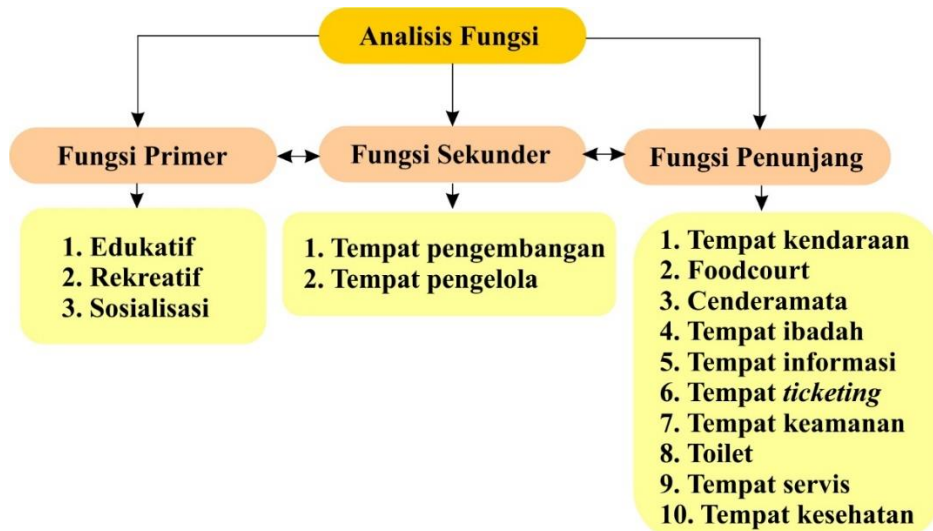 Analisis Fungsi
Fungsi Primer
Fungsi Sekunder
Fungsi Penunjang
1. Edukatif
2. Rekreatif
3. Sosialisasi
1. Tempat pengembangan
2. Tempat pengelola
1. Tempat kendaraan
2. Foodcourt
3. Cenderamata
4. Tempat ibadah
5. Tempat informasi
6. Tempat ticketing
7. Tempat keamanan
8. Toilet
9. Tempat servis
10. Tempat kesehatan